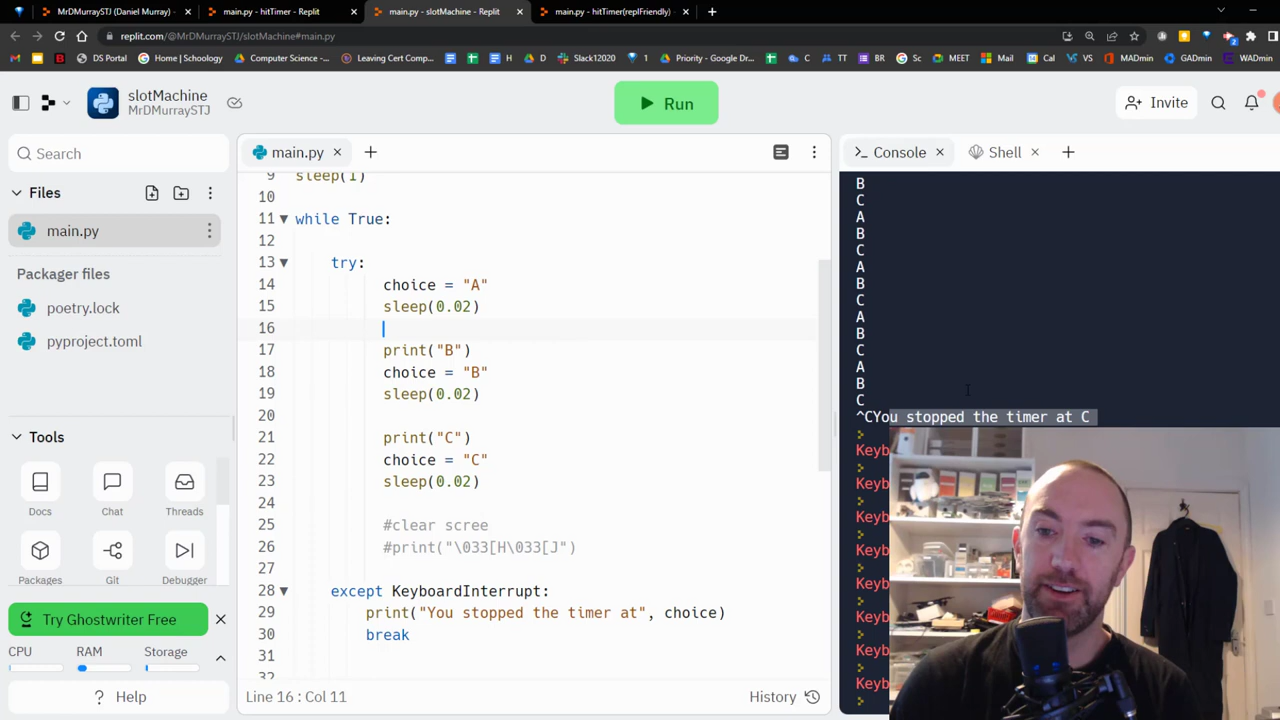 MrDMurraySTJ (Daniel Murray) -
main.py - hitTimer - Replit
main.py - slotMachine - Replit
main.py - hitTimer(replFriendly) -
replit.com/@MrDMurraySTJ/slotMachine#main.py
DS Portal
Home | Schoology
Computer Science -...
Leaving Cert Comp...
H
D
Slack12020
1
Priority - Google Dr...
C
TT
BR
Sc
MEET
Mail
Cal
VS
MADmin
GAdmin
WADmin
slotMachine
MrDMurraySTJ
Run
Invite
Search
Files
main.py
Packager files
poetry.lock
pyproject.toml
Tools
Docs
Chat
Threads
Packages
Git
Debugger
Try Ghostwriter Free
CPU
RAM
Storage
Help
main.py
9 sleep(1)
10
11 while True:
12
13 try:
14 choice = "A"
15 sleep(0.02)
16
17 print("B")
18 choice = "B"
19 sleep(0.02)
20
21 print("C")
22 choice = "C"
23 sleep(0.02)
24
25 #clear scree
26 #print("\033[H\033[J")
27
28 except KeyboardInterrupt:
29 print("You stopped the timer at", choice)
30 break
31
32
Line 16 : Col 11
History
Console
Shell
B
C
A
B
C
A
B
C
A
B
C
A
B
C
^CYou stopped the timer at C
>
Keyb
>
Keyb
>
Keyb
>
Keyb
>
Keyb
>
Keyb
>
Keyb
>
Keyb
>